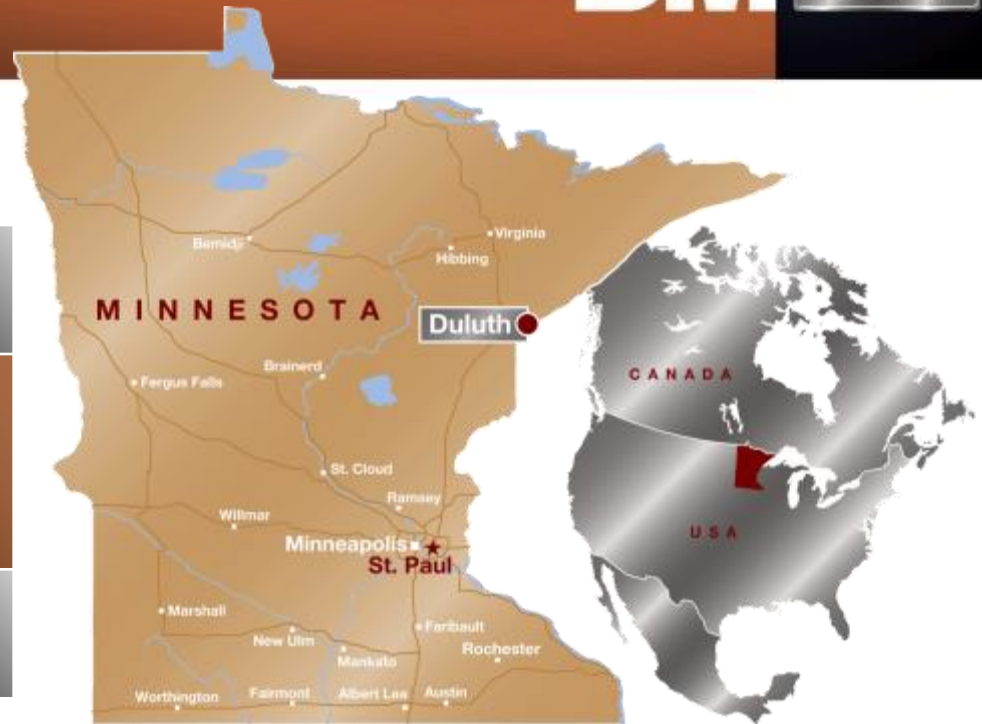 Bemidji
Virginia
Hibbing
MINNESOTA
Duluth
Brainerd
Fergus Falls
CANADA
St. Cloud
Ramsey
Willmar
Minneapolis
St. Paul
USA
Marshall
New Ulm
Faribault
Mankato
Rochester
Worthington
Fairmont
Albert Lea
Austin